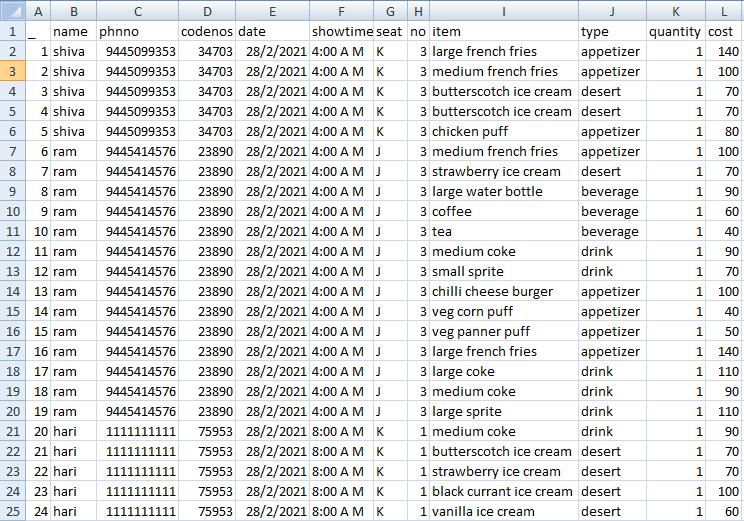 A B C D E F G H I J K L
1 _ name phnno codenos date showtime seat no item type quantity cost
2 1 shiva 9445099353 34703 28/2/2021 4:00 A M K 3 large french fries appetizer 1 140
3 2 shiva 9445099353 34703 28/2/2021 4:00 A M K 3 medium french fries appetizer 1 100
4 3 shiva 9445099353 34703 28/2/2021 4:00 A M K 3 butterscotch ice cream desert 1 70
5 4 shiva 9445099353 34703 28/2/2021 4:00 A M K 3 butterscotch ice cream desert 1 70
6 5 shiva 9445099353 34703 28/2/2021 4:00 A M K 3 chicken puff appetizer 1 80
7 6 ram 9445414576 23890 28/2/2021 4:00 A M J 3 medium french fries appetizer 1 100
8 7 ram 9445414576 23890 28/2/2021 4:00 A M J 3 strawberry ice cream desert 1 70
9 8 ram 9445414576 23890 28/2/2021 4:00 A M J 3 large water bottle beverage 1 90
10 9 ram 9445414576 23890 28/2/2021 4:00 A M J 3 coffee beverage 1 60
11 10 ram 9445414576 23890 28/2/2021 4:00 A M J 3 tea beverage 1 40
12 11 ram 9445414576 23890 28/2/2021 4:00 A M J 3 medium coke drink 1 90
13 12 ram 9445414576 23890 28/2/2021 4:00 A M J 3 small sprite drink 1 70
14 13 ram 9445414576 23890 28/2/2021 4:00 A M J 3 chilli cheese burger appetizer 1 100
15 14 ram 9445414576 23890 28/2/2021 4:00 A M J 3 veg corn puff appetizer 1 40
16 15 ram 9445414576 23890 28/2/2021 4:00 A M J 3 veg panner puff appetizer 1 50
17 16 ram 9445414576 23890 28/2/2021 4:00 A M J 3 large french fries appetizer 1 140
18 17 ram 9445414576 23890 28/2/2021 4:00 A M J 3 large coke drink 1 110
19 18 ram 9445414576 23890 28/2/2021 4:00 A M J 3 medium coke drink 1 90
20 19 ram 9445414576 23890 28/2/2021 4:00 A M J 3 large sprite drink 1 110
21 20 hari 1111111111 75953 28/2/2021 8:00 A M K 1 medium coke drink 1 90
22 21 hari 1111111111 75953 28/2/2021 8:00 A M K 1 butterscotch ice cream desert 1 70
23 22 hari 1111111111 75953 28/2/2021 8:00 A M K 1 strawberry ice cream desert 1 70
24 23 hari 1111111111 75953 28/2/2021 8:00 A M K 1 black currant ice cream desert 1 100
25 24 hari 1111111111 75953 28/2/2021 8:00 A M K 1 vanilla ice cream desert 1 60